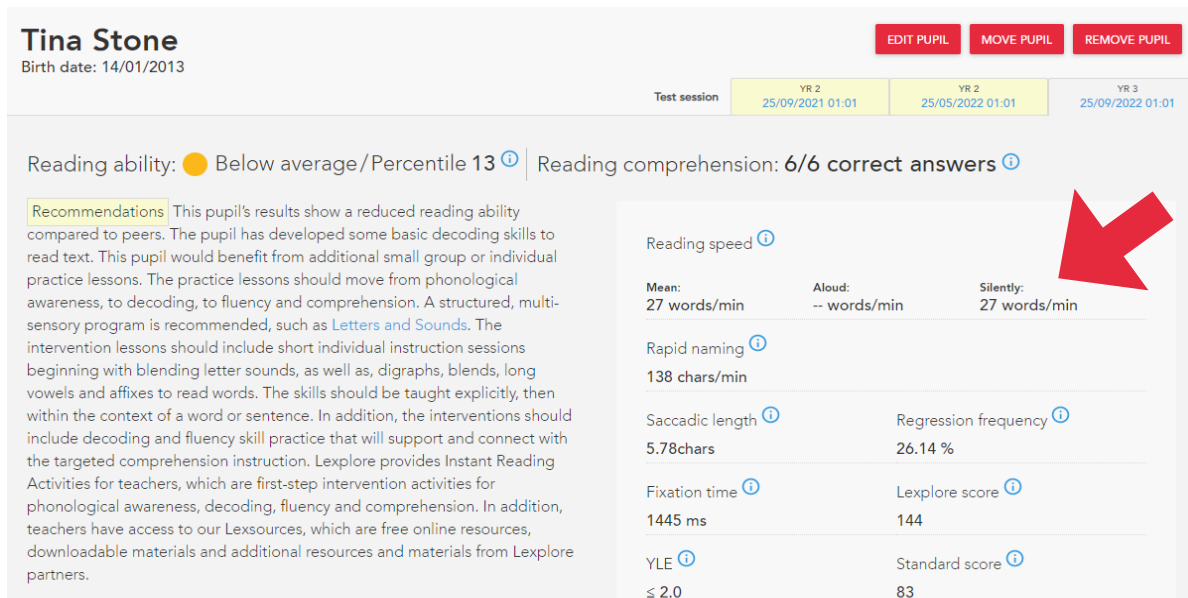 Tina Stone
Birth date: 14/01/2013
EDIT PUPIL
MOVE PUPIL
REMOVE PUPIL
Test session
YR 2
25/09/2021 01:01
YR 2
25/05/2022 01:01
YR 3
25/09/2022 01:01
Reading ability: Below average/Percentile 13
Reading comprehension: 6/6 correct answers
Recommendations This pupil's results show a reduced reading ability
compared to peers. The pupil has developed some basic decoding skills to
read text. This pupil would benefit from additional small group or individual
practice lessons. The practice lessons should move from phonological
awareness, to decoding, to fluency and comprehension. A structured, multi-
sensory program is recommended, such as Letters and Sounds. The
intervention lessons should include short individual instruction sessions
beginning with blending letter sounds, as well as, digraphs, blends, long
vowels and affixes to read words. The skills should be taught explicitly, then
within the context of a word or sentence. In addition, the interventions should
include decoding and fluency skill practice that will support and connect with
the targeted comprehension instruction. Lexplore provides Instant Reading
Activities for teachers, which are first-step intervention activities for
phonological awareness, decoding, fluency and comprehension. In addition,
teachers have access to our Lexsources, which are free online resources,
downloadable materials and additional resources and materials from Lexplore
partners.
Reading speed
Mean:
27 words/min
Aloud:
-- words/min
Silently:
27 words/min
Rapid naming
138 chars/min
Saccadic length
5.78chars
Regression frequency
26.14 %
Fixation time
1445 ms
Lexplore score
144
YLE
≤ 2.0
Standard score
83